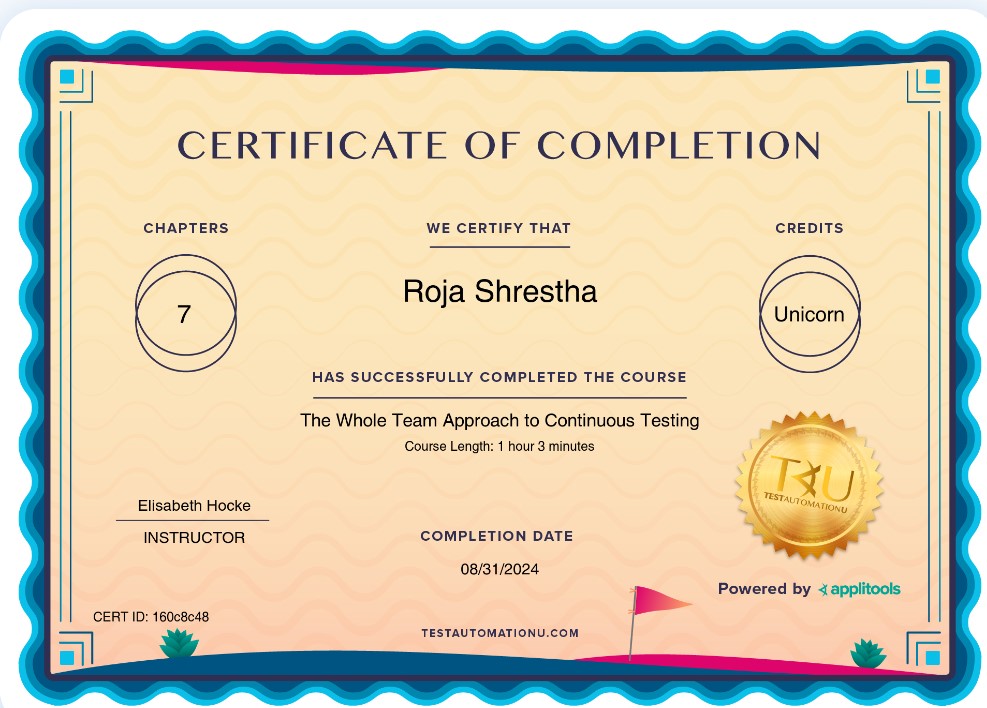 CERTIFICATE OF COMPLETION
CHAPTERS
7
WE CERTIFY THAT
Roja Shrestha
CREDITS
Unicorn
HAS SUCCESSFULLY COMPLETED THE COURSE
The Whole Team Approach to Continuous Testing
Course Length: 1 hour 3 minutes
TAU
TESTAUTOMATIONU
Elisabeth Hocke
INSTRUCTOR
COMPLETION DATE
08/31/2024
Powered by applitools
CERT ID: 160c8c48
TESTAUTOMATIONU.COM